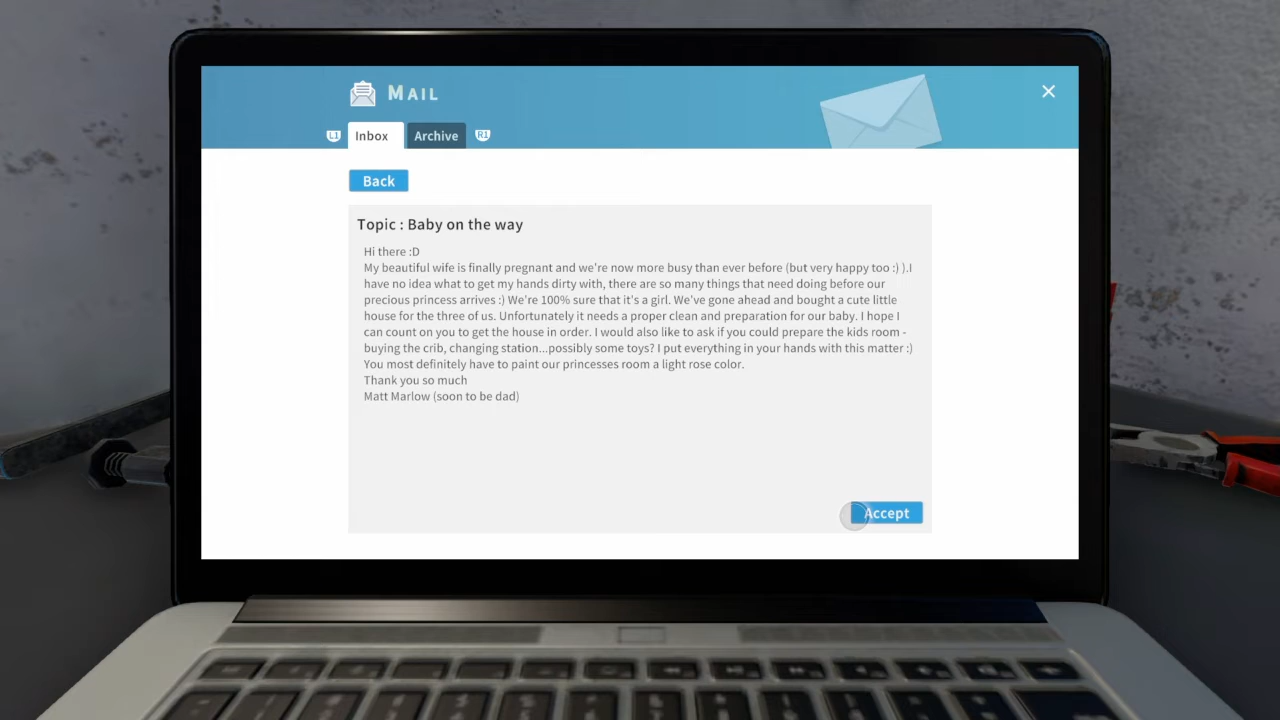 MAIL
L1 Inbox Archive R1
Back
Topic : Baby on the way
Hi there :D
My beautiful wife is finally pregnant and we're now more busy than ever before (but very happy too :) ).I
have no idea what to get my hands dirty with, there are so many things that need doing before our
precious princess arrives :) We're 100% sure that it's a girl. We've gone ahead and bought a cute little
house for the three of us. Unfortunately it needs a proper clean and preparation for our baby. I hope I
can count on you to get the house in order. I would also like to ask if you could prepare the kids room -
buying the crib, changing station...possibly some toys? I put everything in your hands with this matter :)
You most definitely have to paint our princesses room a light rose color.
Thank you so much
Matt Marlow (soon to be dad)
Accept